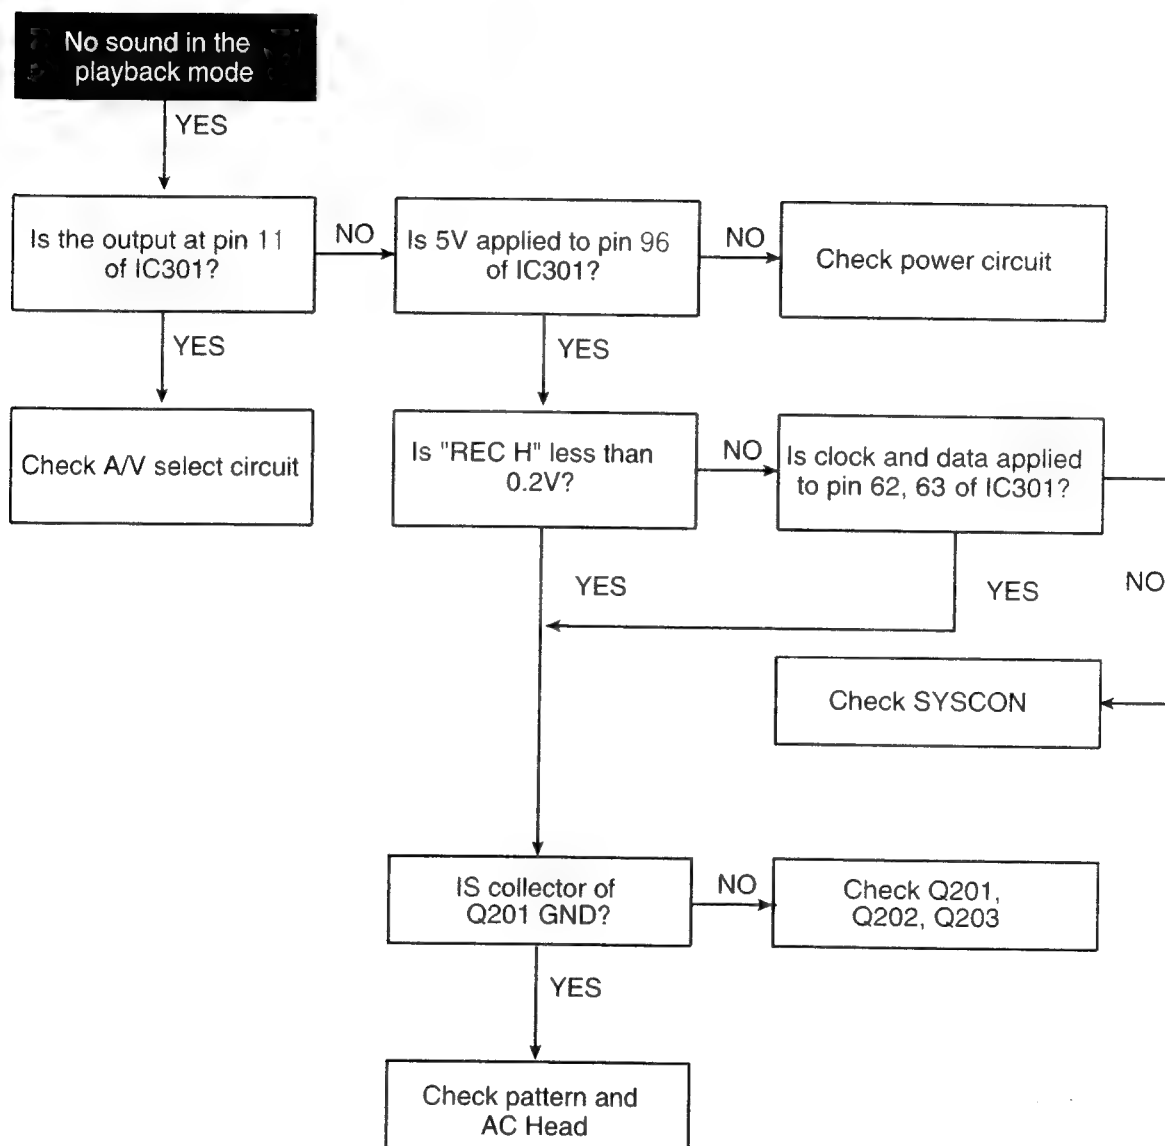 No sound in the
playback mode
YES
Is the output at pin 11
of IC301?
NO
Is 5V applied to pin 96
of IC301?
NO
Check power circuit
YES
YES
Check A/V select circuit
Is "REC H" less than
0.2V?
NO
Is clock and data applied
to pin 62, 63 of IC301?
YES
YES
NO
Check SYSCON
IS collector of
Q201 GND?
NO
Check Q201,
Q202, Q203
YES
Check pattern and
AC Head